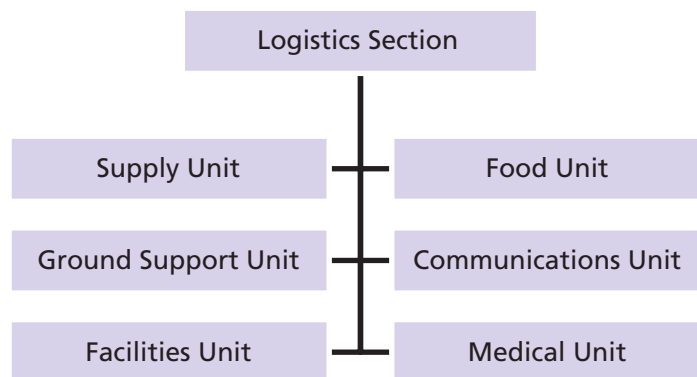 Logistics Section
Supply Unit
Food Unit
Ground Support Unit
Communications Unit
Facilities Unit
Medical Unit